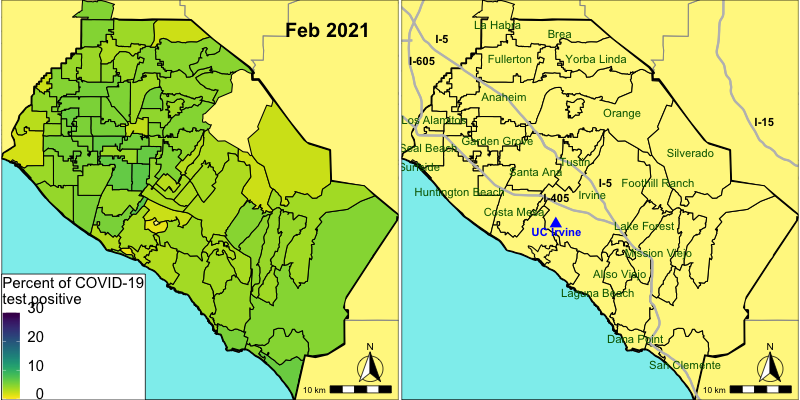 Feb 2021
Percent of COVID-19
test positive
30
20
10
0
N
10 km
La Habra
Brea
I-5
Fullerton
Yorba Linda
I-605
Anaheim
Orange
Los Alamitos
I-15
Garden Grove
Seal Beach
Silverado
Tustin
Sunside
Santa Ana
I-5
Foothill Ranch
Huntington Beach
Irvine
I-405
Costa Mesa
Lake Forest
UC Irvine
Mission Viejo
Aliso Viejo
Laguna Beach
Dana Point
N
San Clemente
10 km